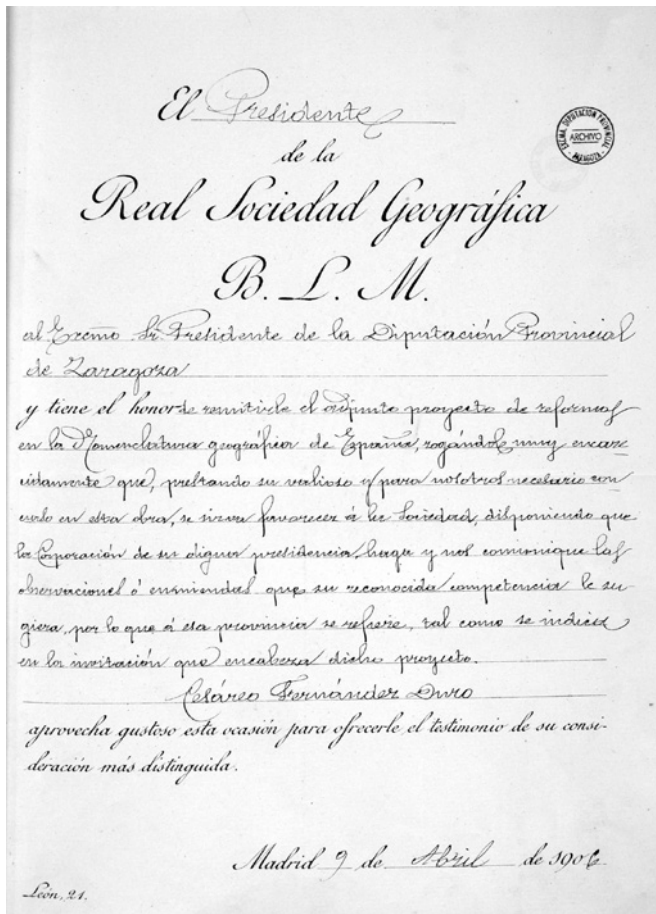 El Presidente
de la
Real Sociedad Geográfica
B. L. M.
al Excmo Sr. Presidente de la Diputación Provincial
de Zaragoza
y tiene el honor de remitirle el adjunto proyecto de reformas
en la Nomenclatura geográfica de España, rogándole muy encare-
cidamente que, prestando su valioso y para nosotros necesario con-
curso en esta obra, se sirva favorecer á la Sociedad, disponiendo que
la Corporación de su digna presidencia haga y nos comunique las
observaciones ó enmiendas que su reconocida competencia le su-
giera, por lo que á esa provincia se refiere, tal como se indica
en la invitación que encabeza dicho proyecto.
Cesáreo Fernández Duro
aprovecha gustoso esta ocasión para ofrecerle el testimonio de su consi-
deración más distinguida.
Madrid 9 de Abril de 1906
León, 21.
EXCMA. DIPUTACIÓN PROVINCIAL
ARCHIVO
ZARAGOZA